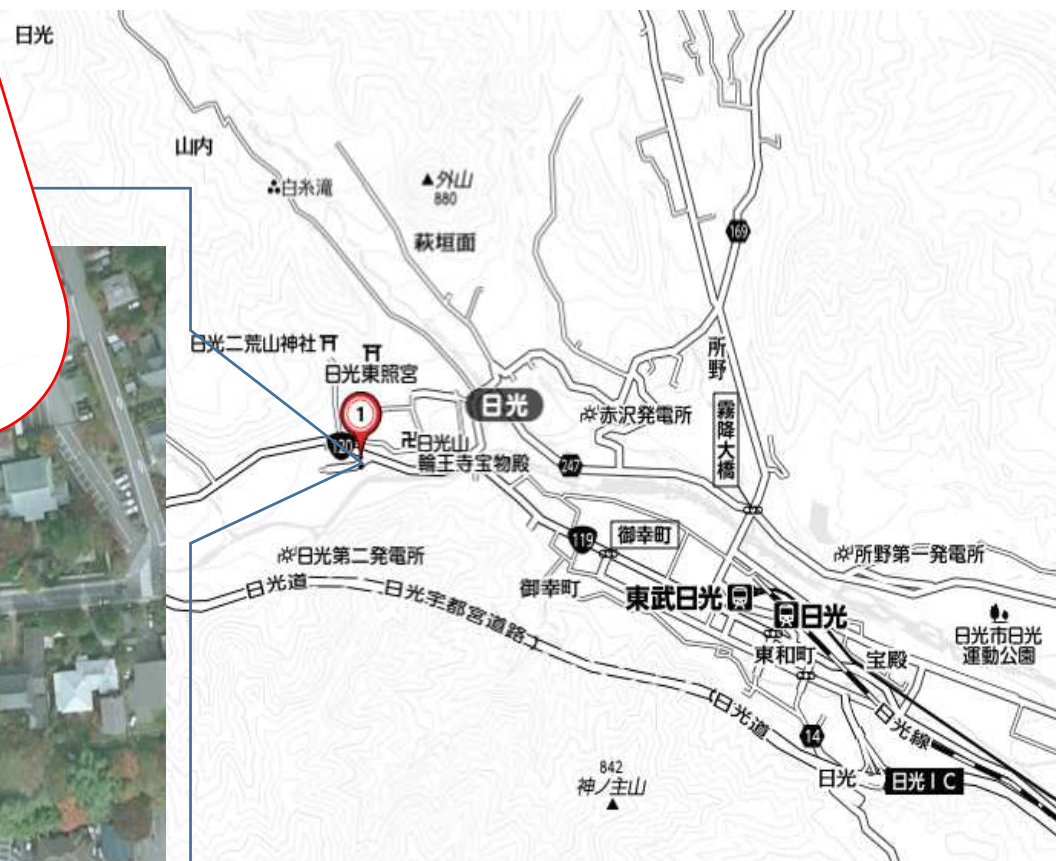 日光
山内
白糸滝
外山
880
萩垣面
169
日光二荒山神社
日光東照宮
1
日光
赤沢発電所
所野
霧降大橋
120
日光山
輪王寺宝物殿
247
119
御幸町
日光第二発電所
所野第一発電所
日光道
日光宇都宮道路
御幸町
東武日光
日光
日光市日光
運動公園
東和町
宝殿
日光道
日光線
14
842
神ノ主山
日光
日光IC